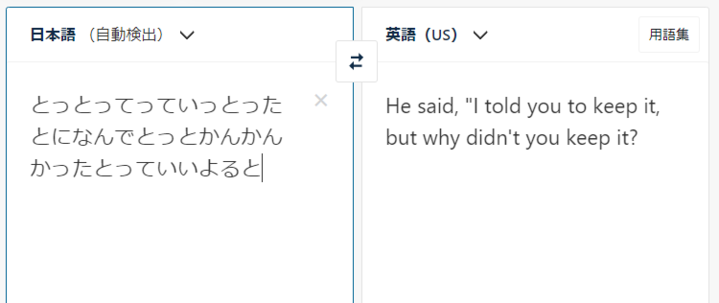 日本語 （自動検出）
英語（US）
用語集
とっとってっていっとった
とになんでとっとかんかん
かったとっていいよると
He said, "I told you to keep it,
but why didn't you keep it?